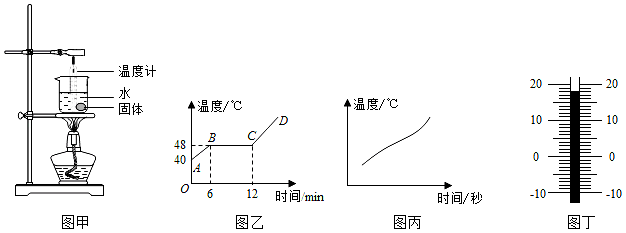 温度计
水
固体
图甲
温度/℃
48
40
A
B
C
D
O
6
12
时间/min
图乙
温度/℃
时间/秒
图丙
20
20
10
10
0
0
-10
-10
图丁